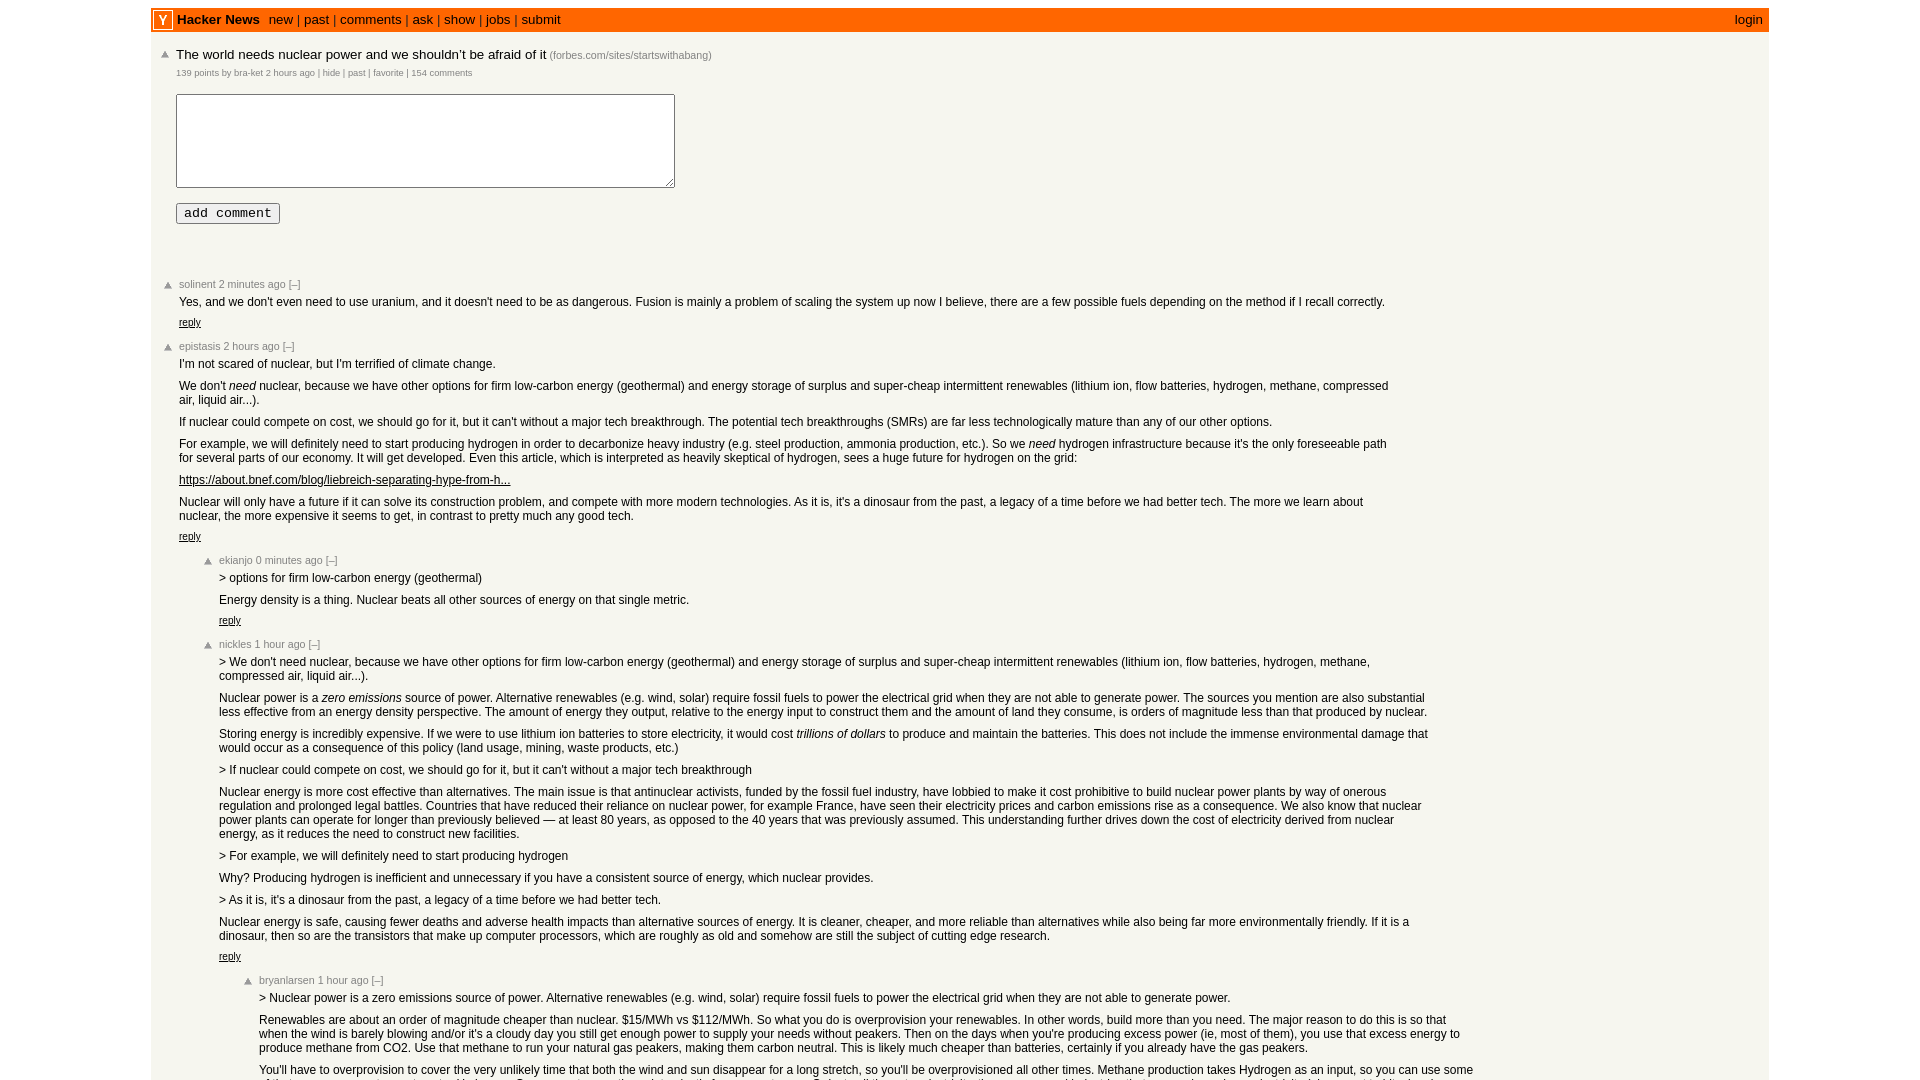 Y Hacker News new | past | comments | ask | show | jobs | submit login
The world needs nuclear power and we shouldn't be afraid of it (forbes.com/sites/startswithabang)
139 points by bra-ket 2 hours ago | hide | past | favorite | 154 comments
add comment
solinent 2 minutes ago [–]
Yes, and we don't even need to use uranium, and it doesn't need to be as dangerous. Fusion is mainly a problem of scaling the system up now I believe, there are a few possible fuels depending on the method if I recall correctly.
reply
epistasis 2 hours ago [–]
I'm not scared of nuclear, but I'm terrified of climate change.
We don't need nuclear, because we have other options for firm low-carbon energy (geothermal) and energy storage of surplus and super-cheap intermittent renewables (lithium ion, flow batteries, hydrogen, methane, compressed
air, liquid air...).
If nuclear could compete on cost, we should go for it, but it can't without a major tech breakthrough. The potential tech breakthroughs (SMRs) are far less technologically mature than any of our other options.
For example, we will definitely need to start producing hydrogen in order to decarbonize heavy industry (e.g. steel production, ammonia production, etc.). So we need hydrogen infrastructure because it's the only foreseeable path
for several parts of our economy. It will get developed. Even this article, which is interpreted as heavily skeptical of hydrogen, sees a huge future for hydrogen on the grid:
https://about.bnef.com/blog/liebreich-separating-hype-from-h...
Nuclear will only have a future if it can solve its construction problem, and compete with more modern technologies. As it is, it's a dinosaur from the past, a legacy of a time before we had better tech. The more we learn about
nuclear, the more expensive it seems to get, in contrast to pretty much any good tech.
reply
ekianjo 0 minutes ago [–]
> options for firm low-carbon energy (geothermal)
Energy density is a thing. Nuclear beats all other sources of energy on that single metric.
reply
nickles 1 hour ago [–]
> We don't need nuclear, because we have other options for firm low-carbon energy (geothermal) and energy storage of surplus and super-cheap intermittent renewables (lithium ion, flow batteries, hydrogen, methane,
compressed air, liquid air...).
Nuclear power is a zero emissions source of power. Alternative renewables (e.g. wind, solar) require fossil fuels to power the electrical grid when they are not able to generate power. The sources you mention are also substantial
less effective from an energy density perspective. The amount of energy they output, relative to the energy input to construct them and the amount of land they consume, is orders of magnitude less than that produced by nuclear.
Storing energy is incredibly expensive. If we were to use lithium ion batteries to store electricity, it would cost trillions of dollars to produce and maintain the batteries. This does not include the immense environmental damage that
would occur as a consequence of this policy (land usage, mining, waste products, etc.)
> If nuclear could compete on cost, we should go for it, but it can't without a major tech breakthrough
Nuclear energy is more cost effective than alternatives. The main issue is that antinuclear activists, funded by the fossil fuel industry, have lobbied to make it cost prohibitive to build nuclear power plants by way of onerous
regulation and prolonged legal battles. Countries that have reduced their reliance on nuclear power, for example France, have seen their electricity prices and carbon emissions rise as a consequence. We also know that nuclear
power plants can operate for longer than previously believed — at least 80 years, as opposed to the 40 years that was previously assumed. This understanding further drives down the cost of electricity derived from nuclear
energy, as it reduces the need to construct new facilities.
> For example, we will definitely need to start producing hydrogen
Why? Producing hydrogen is inefficient and unnecessary if you have a consistent source of energy, which nuclear provides.
> As it is, it's a dinosaur from the past, a legacy of a time before we had better tech.
Nuclear energy is safe, causing fewer deaths and adverse health impacts than alternative sources of energy. It is cleaner, cheaper, and more reliable than alternatives while also being far more environmentally friendly. If it is a
dinosaur, then so are the transistors that make up computer processors, which are roughly as old and somehow are still the subject of cutting edge research.
reply
bryanlarsen 1 hour ago [–]
> Nuclear power is a zero emissions source of power. Alternative renewables (e.g. wind, solar) require fossil fuels to power the electrical grid when they are not able to generate power.
Renewables are about an order of magnitude cheaper than nuclear. $15/MWh vs $112/MWh. So what you do is overprovision your renewables. In other words, build more than you need. The major reason to do this is so that
when the wind is barely blowing and/or it's a cloudy day you still get enough power to supply your needs without peakers. Then on the days when you're producing excess power (ie, most of them), you use that excess energy to
produce methane from CO2. Use that methane to run your natural gas peakers, making them carbon neutral. This is likely much cheaper than batteries, certainly if you already have the gas peakers.
You'll have to overprovision to cover the very unlikely time that both the wind and sun disappear for a long stretch, so you'll be overprovisioned all other times. Methane production takes Hydrogen as an input, so you can use some